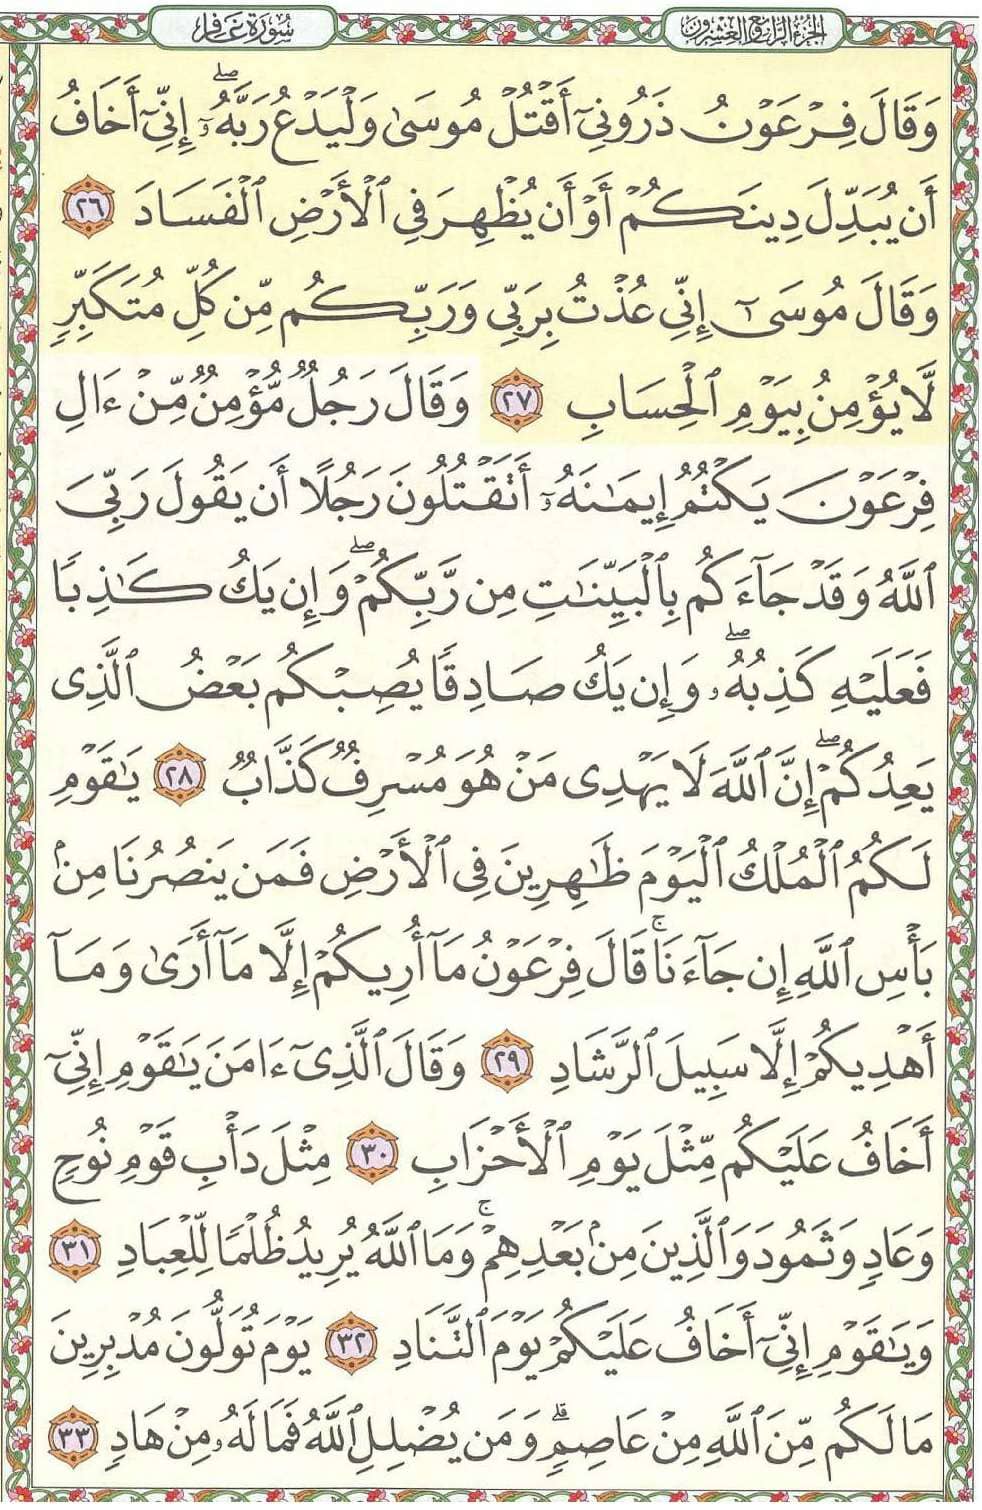 الجزء الرابع والعشرون
سورة غافر
وَقَالَ فِرْعَوْنُ ذَرُونِيٓ أَقْتُلْ مُوسَىٰ وَلْيَدْعُ رَبَّهُۥٓۖ إِنِّيٓ أَخَافُ
أَن يُبَدِّلَ دِينَكُمْ أَوْ أَن يُظْهِرَ فِي ٱلْأَرْضِ ٱلْفَسَادَ ٢٦
وَقَالَ مُوسَىٰٓ إِنِّي عُذْتُ بِرَبِّي وَرَبِّكُم مِّن كُلِّ مُتَكَبِّرٍ
لَّا يُؤْمِنُ بِيَوْمِ ٱلْحِسَابِ ٢٧ وَقَالَ رَجُلٌ مُّؤْمِنٌ مِّنْ ءَالِ
فِرْعَوْنَ يَكْتُمُ إِيمَٰنَهُۥٓ أَتَقْتُلُونَ رَجُلًا أَن يَقُولَ رَبِّيَ
ٱللَّهُ وَقَدْ جَآءَكُم بِٱلْبَيِّنَٰتِ مِن رَّبِّكُمْۖ وَإِن يَكُ كَٰذِبًا
فَعَلَيْهِ كَذِبُهُۥۖ وَإِن يَكُ صَادِقًا يُصِبْكُم بَعْضُ ٱلَّذِى
يَعِدُكُمْۖ إِنَّ ٱللَّهَ لَا يَهْدِى مَنْ هُوَ مُسْرِفٌ كَذَّابٌ ٢٨ يَٰقَوْمِ
لَكُمُ ٱلْمُلْكُ ٱلْيَوْمَ ظَٰهِرِينَ فِى ٱلْأَرْضِ فَمَن يَنصُرُنَا مِنۢ
بَأْسِ ٱللَّهِ إِن جَآءَنَاۚ قَالَ فِرْعَوْنُ مَآ أُرِيكُمْ إِلَّا مَآ أَرَىٰ وَمَآ
أَهْدِيكُمْ إِلَّا سَبِيلَ ٱلرَّشَادِ ٢٩ وَقَالَ ٱلَّذِىٓ ءَامَنَ يَٰقَوْمِ إِنِّىٓ
أَخَافُ عَلَيْكُم مِّثْلَ يَوْمِ ٱلْأَحْزَابِ ٣٠ مِثْلَ دَأْبِ قَوْمِ نُوحٍ
وَعَادٍ وَثَمُودَ وَٱلَّذِينَ مِنۢ بَعْدِهِمْۚ وَمَا ٱللَّهُ يُرِيدُ ظُلْمًا لِّلْعِبَادِ ٣١
وَيَٰقَوْمِ إِنِّىٓ أَخَافُ عَلَيْكُمْ يَوْمَ ٱلتَّنَادِ ٣٢ يَوْمَ تُوَلُّونَ مُدْبِرِينَ
مَا لَكُم مِّنَ ٱللَّهِ مِنْ عَاصِمٍۗ وَمَن يُضْلِلِ ٱللَّهُ فَمَا لَهُۥ مِنْ هَادٍ ٣٣